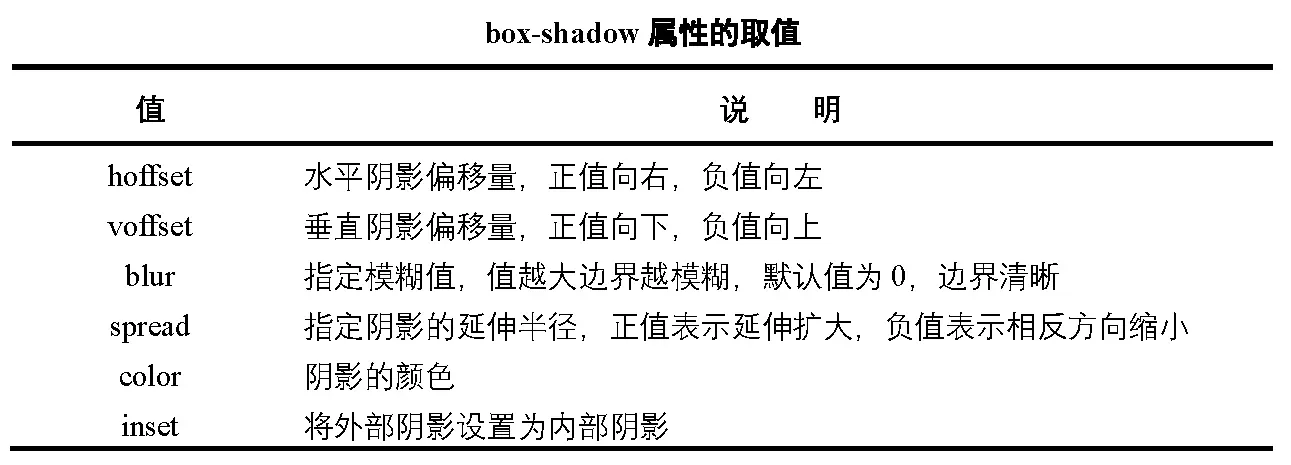 box-shadow 属性的取值
值 说 明
hoffset 水平阴影偏移量，正值向右，负值向左
voffset 垂直阴影偏移量，正值向下，负值向上
blur 指定模糊值，值越大边界越模糊，默认值为 0，边界清晰
spread 指定阴影的延伸半径，正值表示延伸扩大，负值表示相反方向缩小
color 阴影的颜色
inset 将外部阴影设置为内部阴影